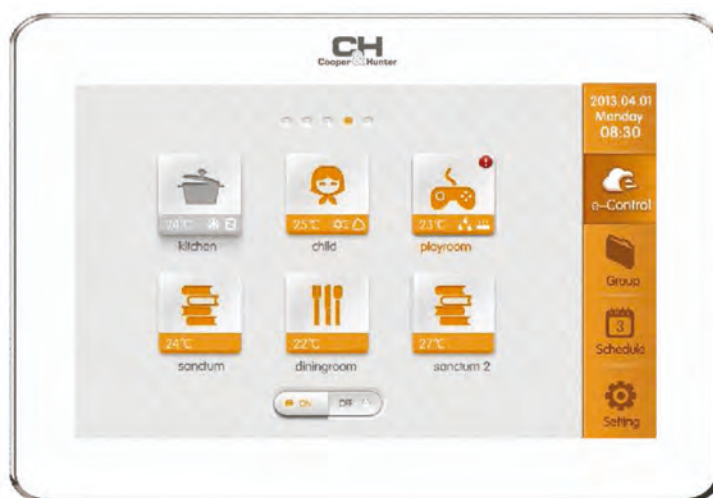 CH
Cooper&Hunter
2013.04.01
Monday
08:30
e-Control
24℃
25℃
23℃
!
kitchen
child
playroom
Group
24℃
22℃
27℃
3
Schedule
sanctum
diningroom
sanctum 2
ON
OFF
Setting